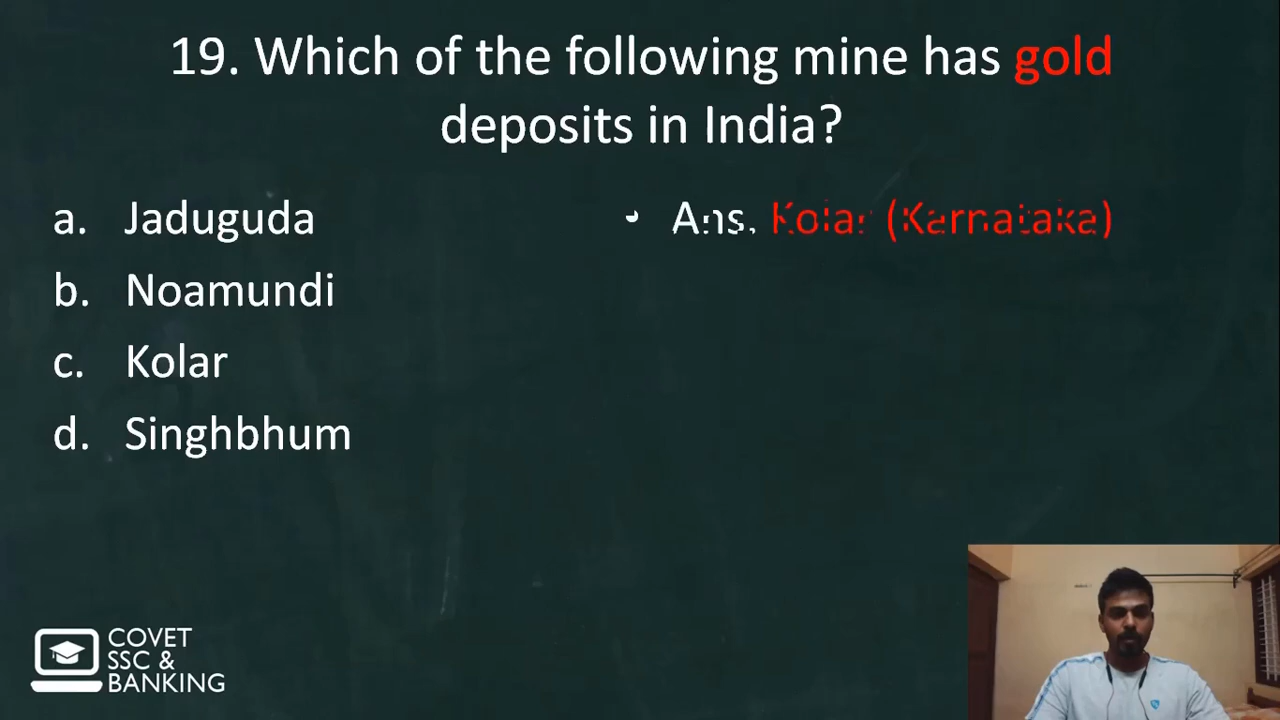 19. Which of the following mine has gold
deposits in India?
a. Jaduguda
b. Noamundi
c. Kolar
d. Singhbhum
• Ans. Kolar (Karnataka)
COVET
SSC &
BANKING